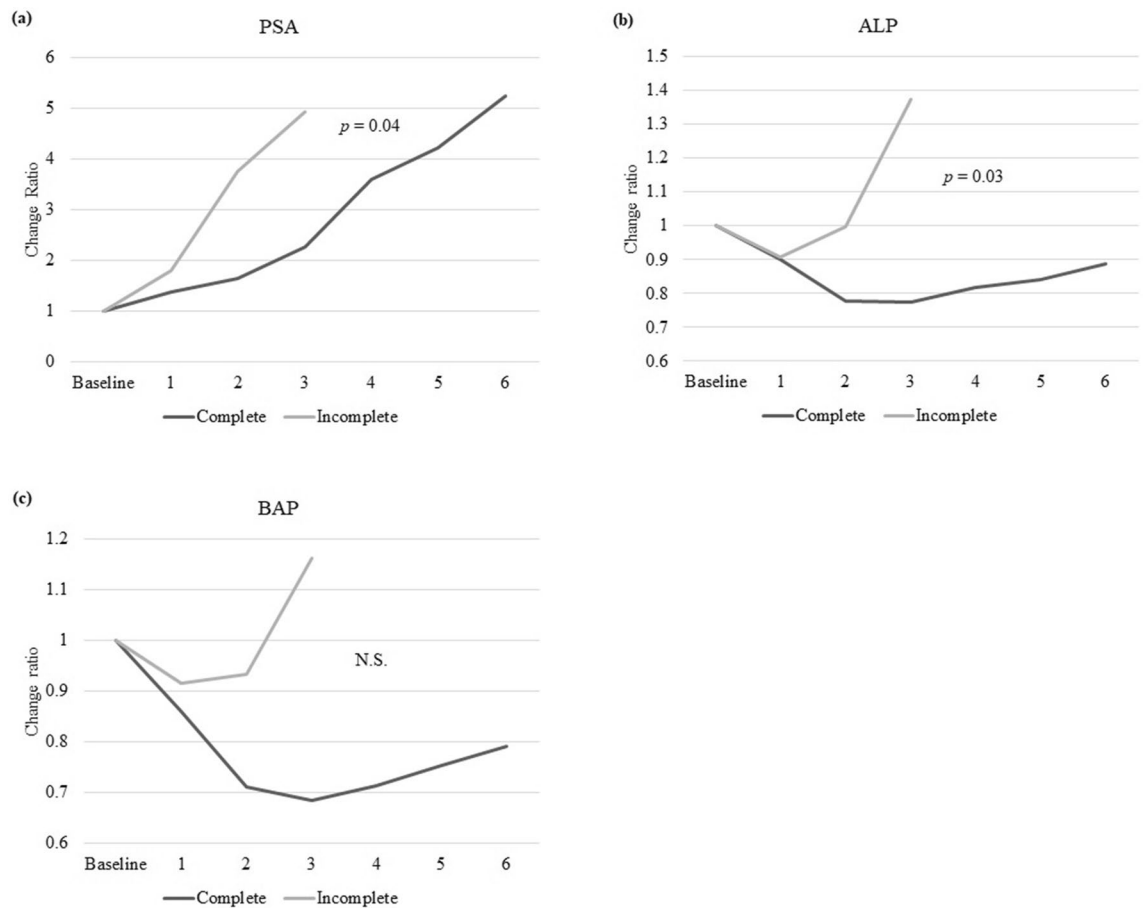 (a)
PSA
6
5
4
3
2
1
0
Change Ratio
p = 0.04
Baseline 1 2 3 4 5 6
Complete Incomplete
(b)
ALP
1.5
1.4
1.3
1.2
1.1
1
0.9
0.8
0.7
0.6
Change ratio
p = 0.03
Baseline 1 2 3 4 5 6
Complete Incomplete
(c)
BAP
1.2
1.1
1
0.9
0.8
0.7
0.6
Change ratio
N.S.
Baseline 1 2 3 4 5 6
Complete Incomplete